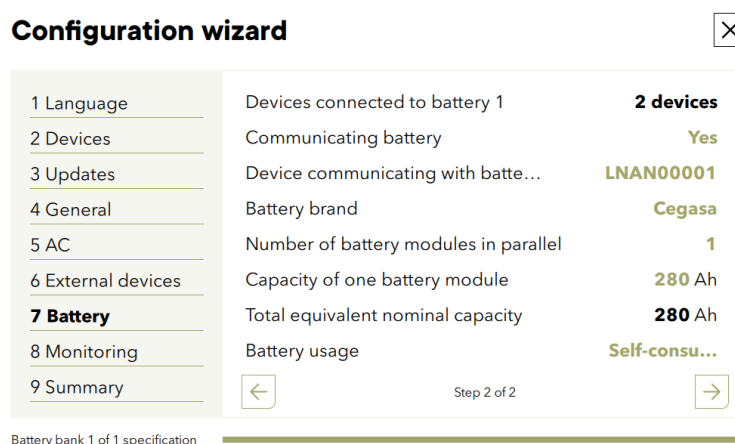 Configuration wizard
1 Language
2 Devices
3 Updates
4 General
5 AC
6 External devices
7 Battery
8 Monitoring
9 Summary
Devices connected to battery 1 2 devices
Communicating battery Yes
Device communicating with batte... LNAN00001
Battery brand Cegasa
Number of battery modules in parallel 1
Capacity of one battery module 280 Ah
Total equivalent nominal capacity 280 Ah
Battery usage Self-consu...
Step 2 of 2
Battery bank 1 of 1 specification